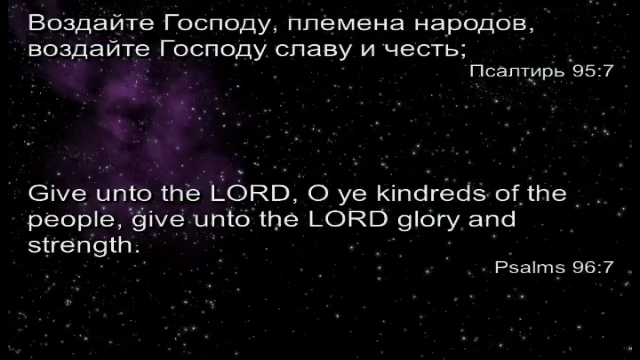 Воздайте Господу, племена народов,
воздайте Господу славу и честь;
Псалтирь 95:7
Give unto the LORD, O ye kindreds of the
people, give unto the LORD glory and
strength.
Psalms 96:7